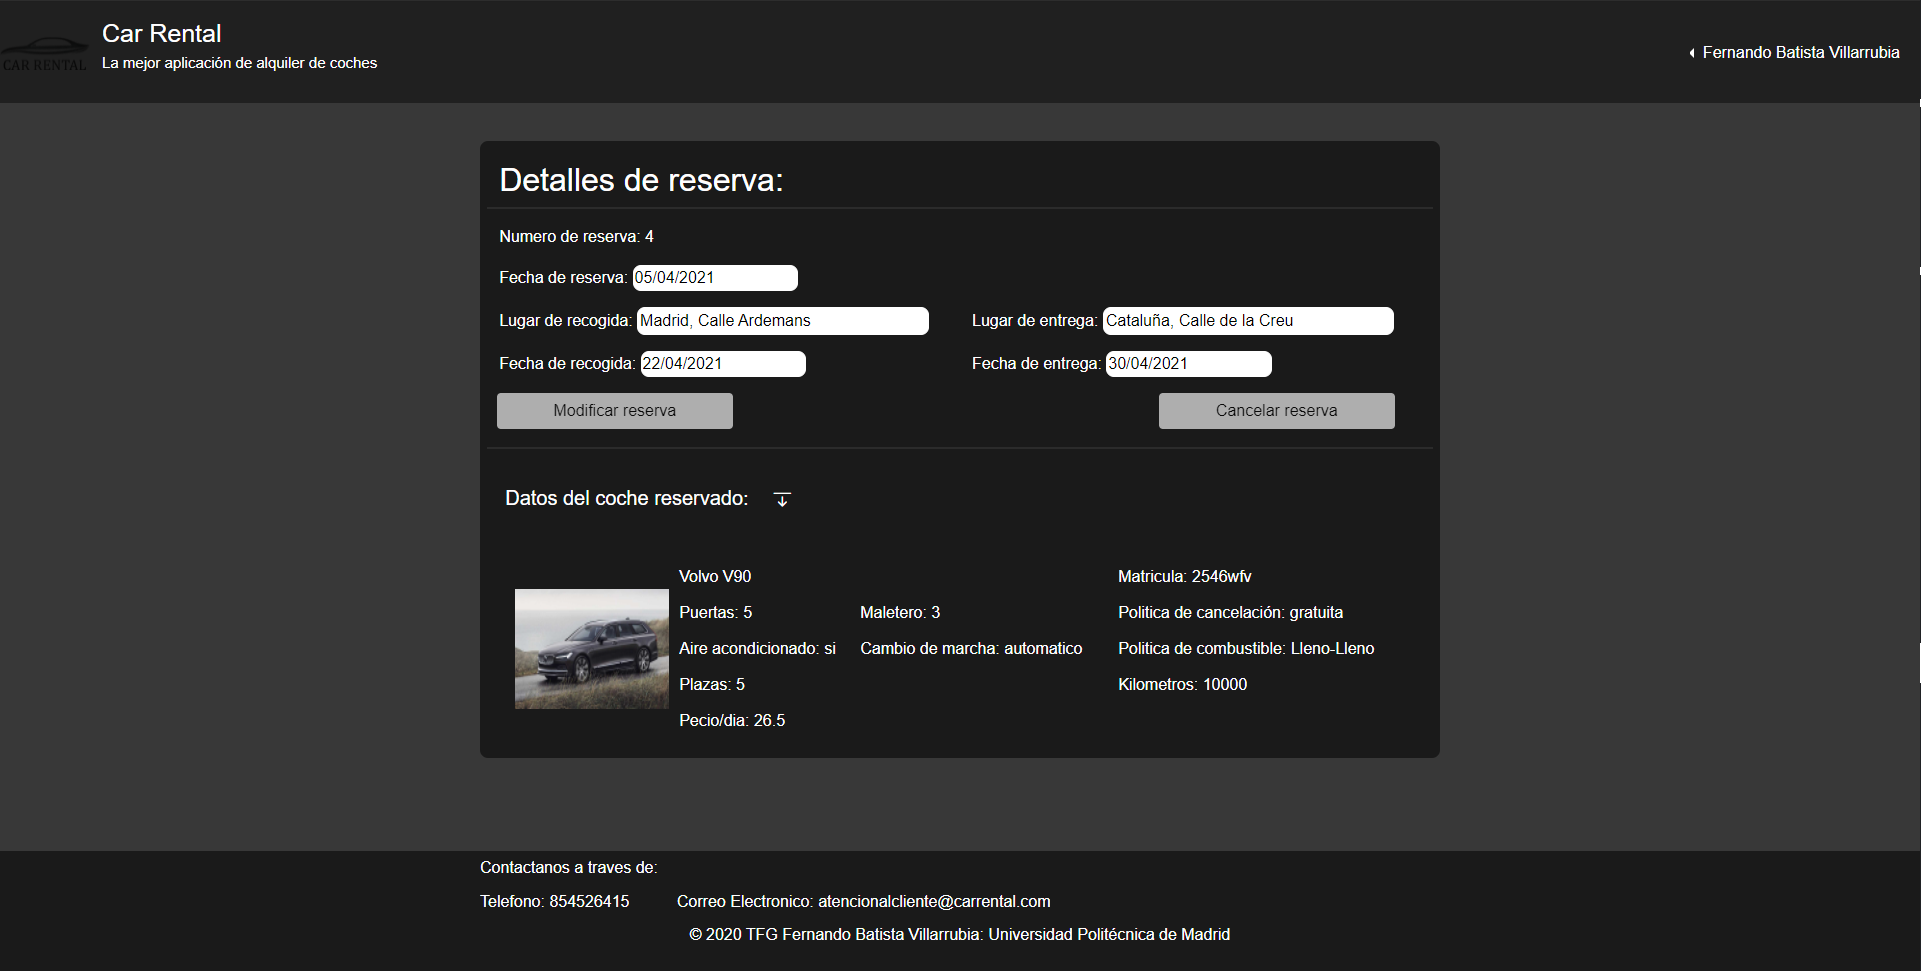 Car Rental
La mejor aplicación de alquiler de coches
CAR RENTAL
Fernando Batista Villarrubia
Detalles de reserva:
Numero de reserva: 4
Fecha de reserva: 05/04/2021
Lugar de recogida: Madrid, Calle Ardemans
Lugar de entrega: Cataluña, Calle de la Creu
Fecha de recogida: 22/04/2021
Fecha de entrega: 30/04/2021
Modificar reserva
Cancelar reserva
Datos del coche reservado:
Volvo V90
Matricula: 2546wfv
Puertas: 5
Maletero: 3
Politica de cancelación: gratuita
Aire acondicionado: si
Cambio de marcha: automatico
Politica de combustible: Lleno-Lleno
Plazas: 5
Kilometros: 10000
Pecio/dia: 26.5
Contactanos a traves de:
Telefono: 854526415
Correo Electronico: atencionalcliente@carrental.com
© 2020 TFG Fernando Batista Villarrubia: Universidad Politécnica de Madrid